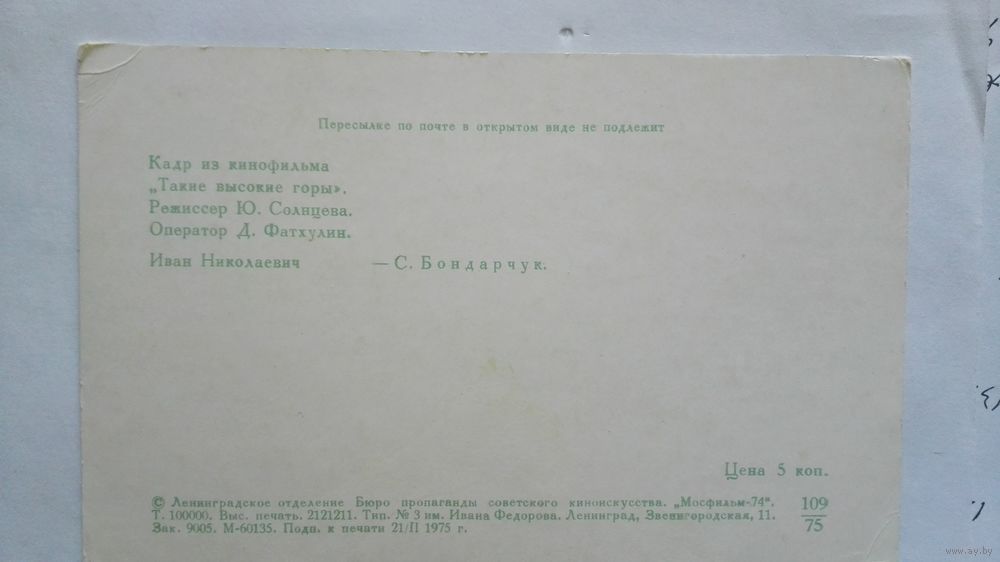 Пересылке по почте в открытом виде не подлежит
Кадр из кинофильма
„Такие высокие горы".
Режиссер Ю. Солнцева.
Оператор Д. Фатхулин.
Иван Николаевич — С. Бондарчук.
Цена 5 коп.
© Ленинградское отделение Бюро пропаганды советского киноискусства. „Мосфильм-74".
Т. 100000. Выс. печать. 2121211. Тип. № 3 им. Ивана Федорова. Ленинград, Звенигородская, 11.
Зак. 9005. М-60135. Подп. к печати 21/II 1975 г.
109
75
www.ay.by